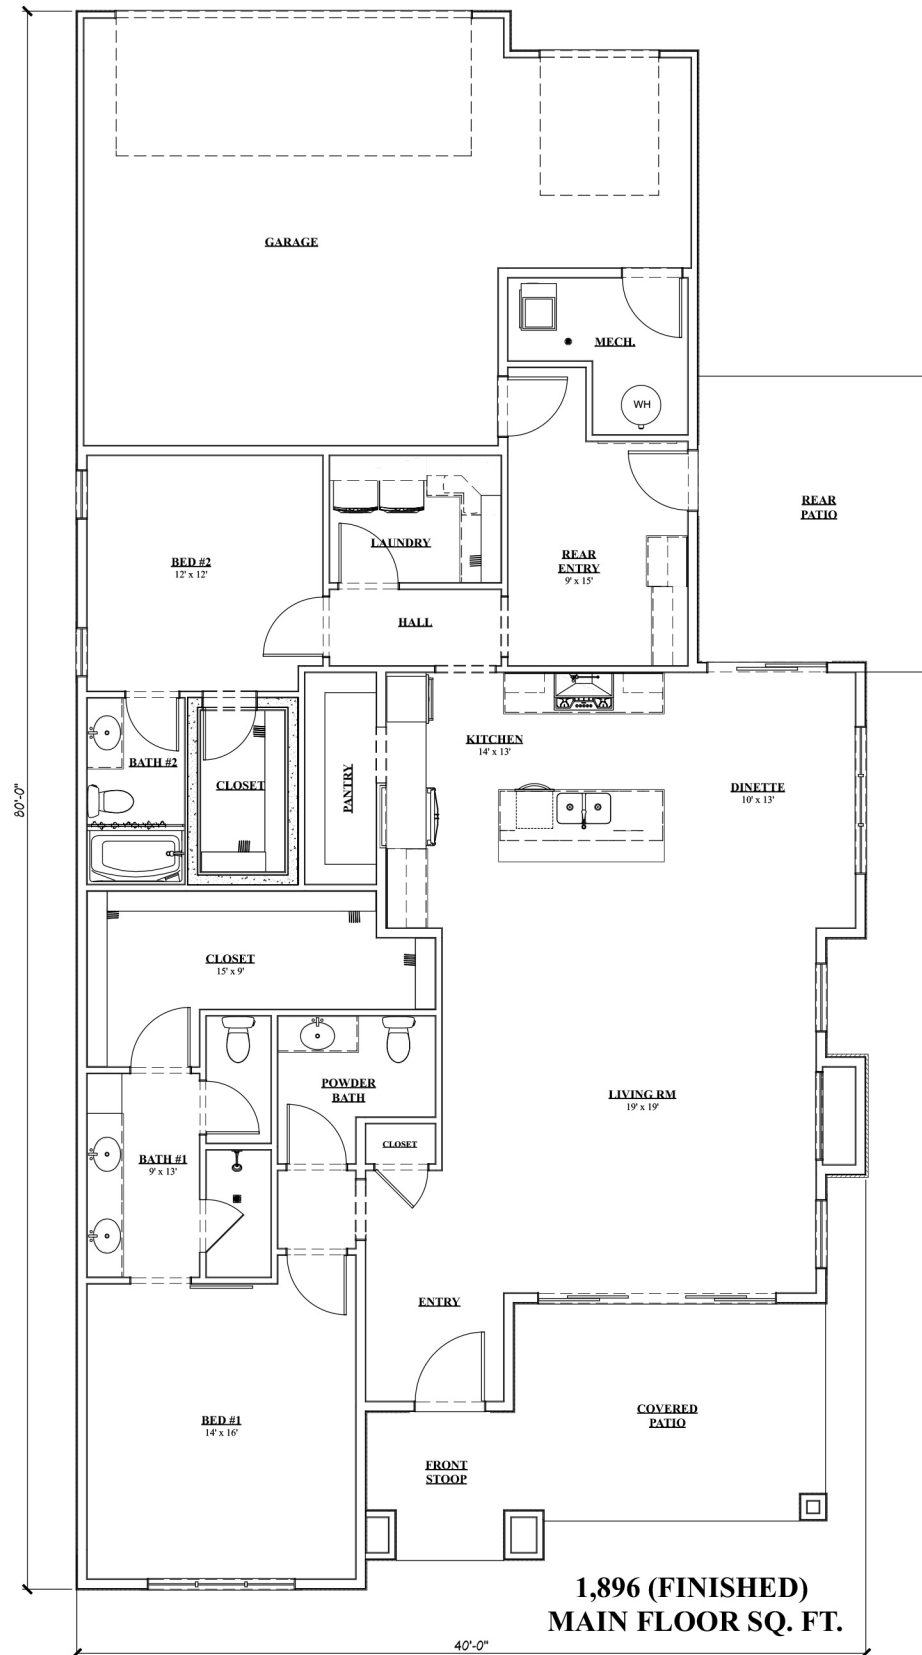 GARAGE
MECH.
WH
REAR
PATIO
LAUNDRY
BED #2
12' x 12'
REAR
ENTRY
9' x 15'
HALL
KITCHEN
14' x 13'
BATH #2
CLOSET
PANTRY
DINETTE
10' x 13'
80'-0"
CLOSET
15' x 9'
POWDER
BATH
LIVING RM
19' x 19'
CLOSET
BATH #1
9' x 13'
ENTRY
BED #1
14' x 16'
COVERED
PATIO
FRONT
STOOP
1,896 (FINISHED)
MAIN FLOOR SQ. FT.
40'-0"